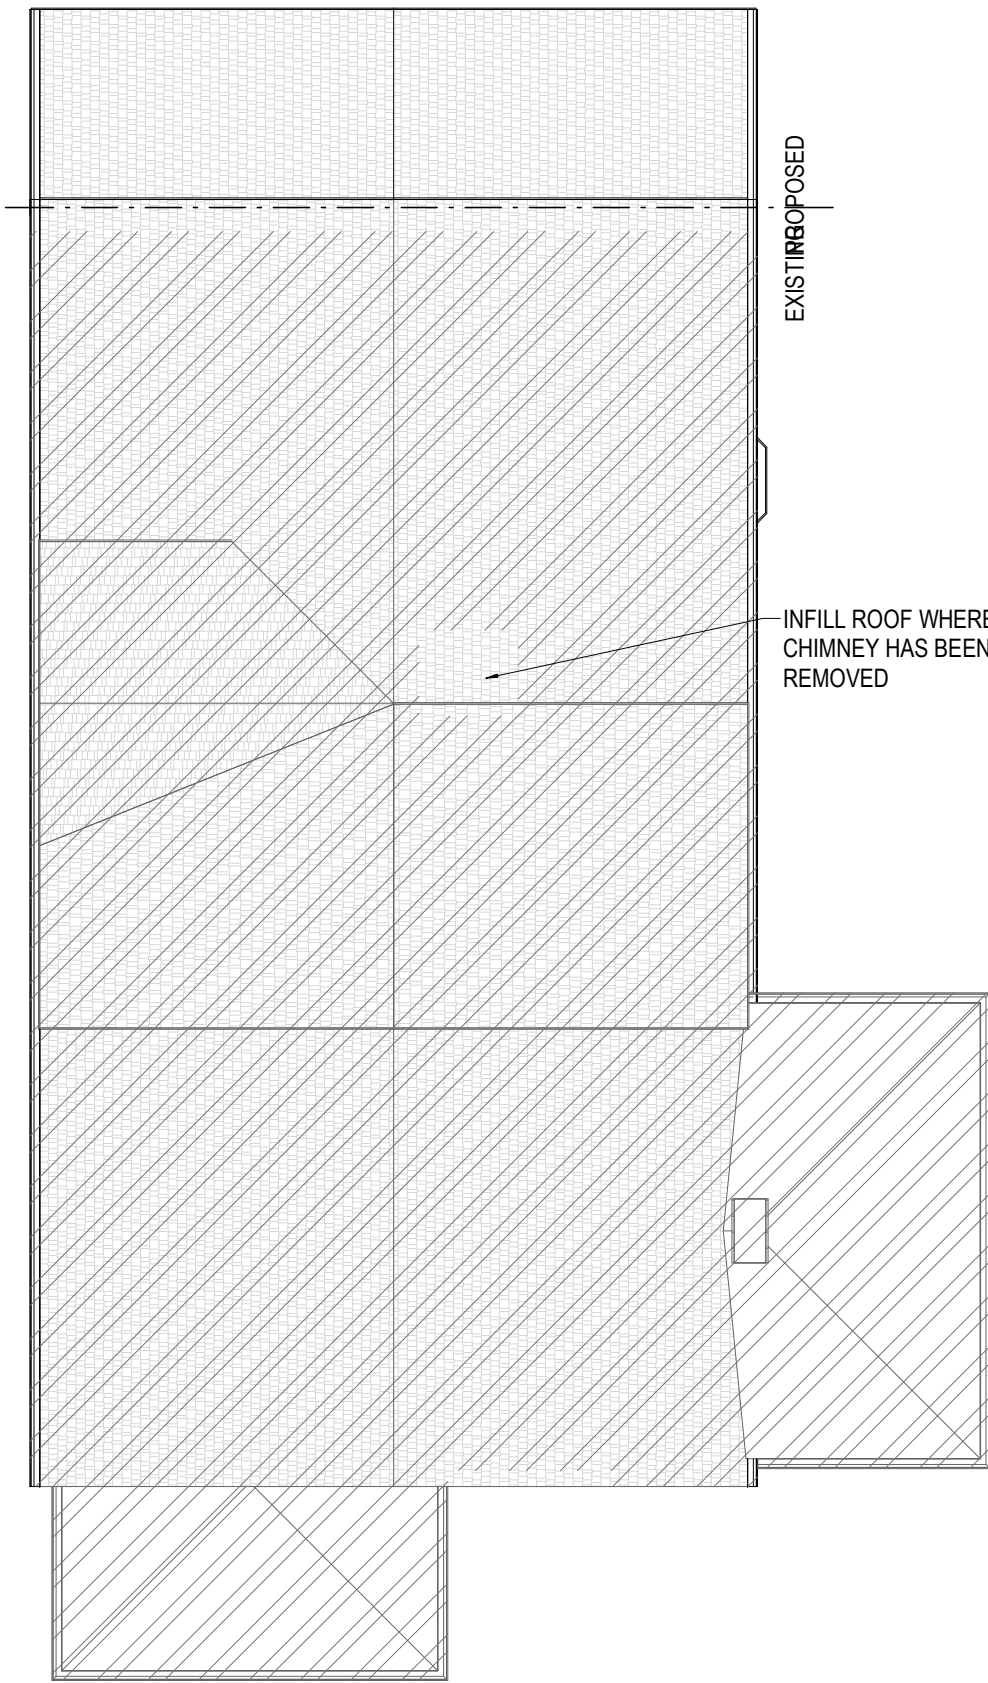 PROPOSED
EXISTING
INFILL ROOF WHERE
CHIMNEY HAS BEEN
REMOVED